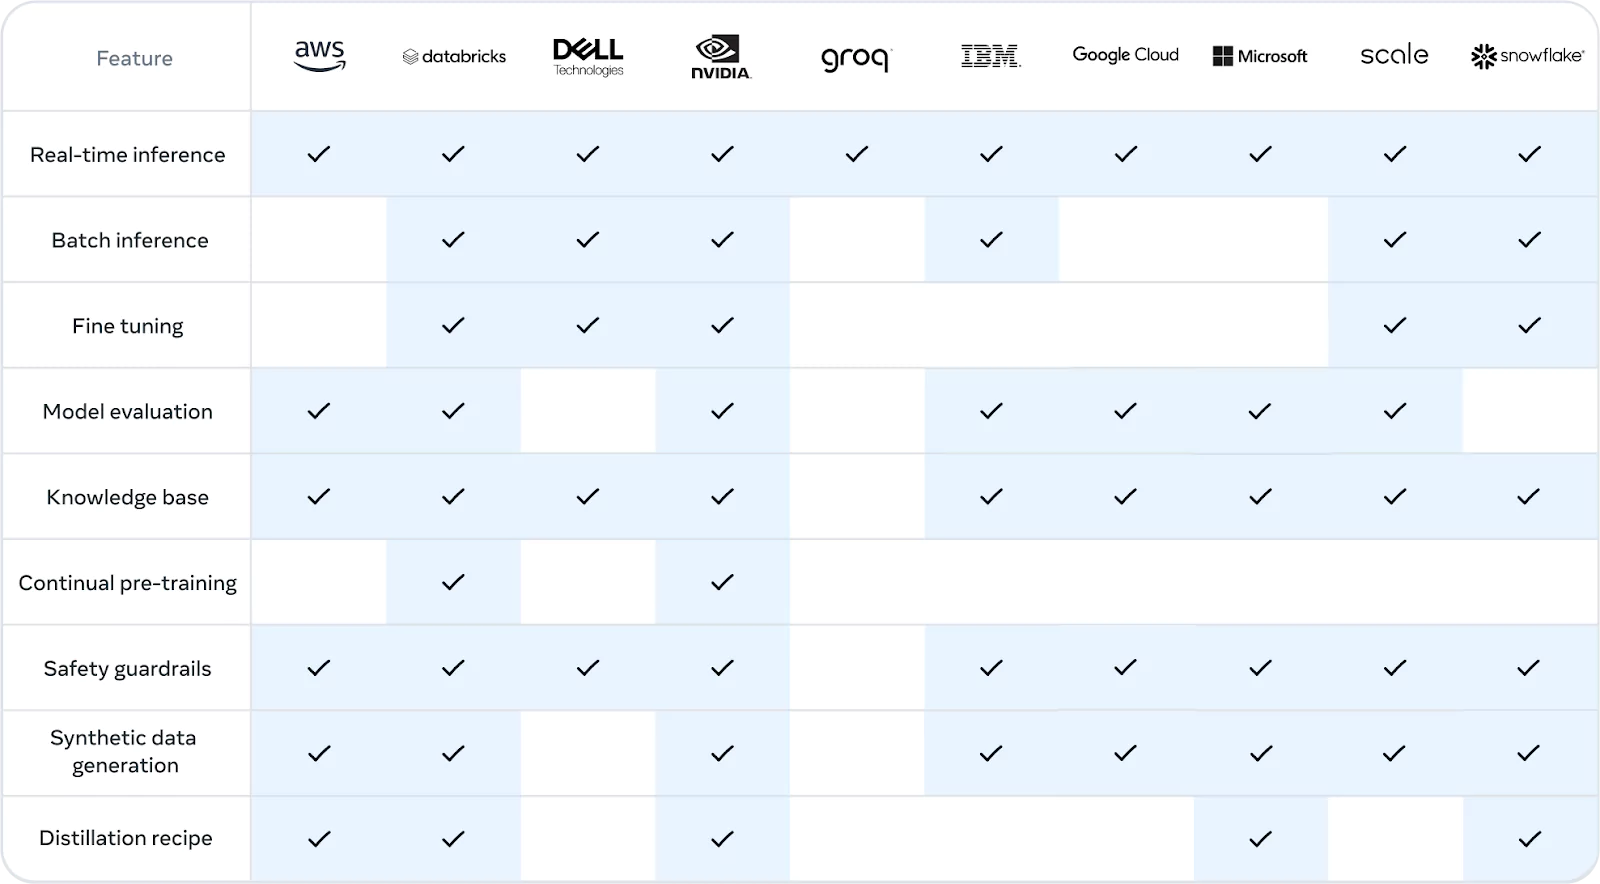 Feature
aws
databricks
DELL
Technologies
NVIDIA.
groq
IBM.
Google Cloud
Microsoft
scale
snowflake®
Real-time inference
✓ ✓ ✓ ✓ ✓ ✓ ✓ ✓ ✓ ✓
Batch inference
✓ ✓ ✓ ✓ ✓ ✓
Fine tuning
✓ ✓ ✓ ✓ ✓
Model evaluation
✓ ✓ ✓ ✓ ✓ ✓ ✓
Knowledge base
✓ ✓ ✓ ✓ ✓ ✓ ✓ ✓ ✓
Continual pre-training
✓ ✓
Safety guardrails
✓ ✓ ✓ ✓ ✓ ✓ ✓ ✓ ✓
Synthetic data
generation
✓ ✓ ✓ ✓ ✓ ✓ ✓ ✓
Distillation recipe
✓ ✓ ✓ ✓ ✓